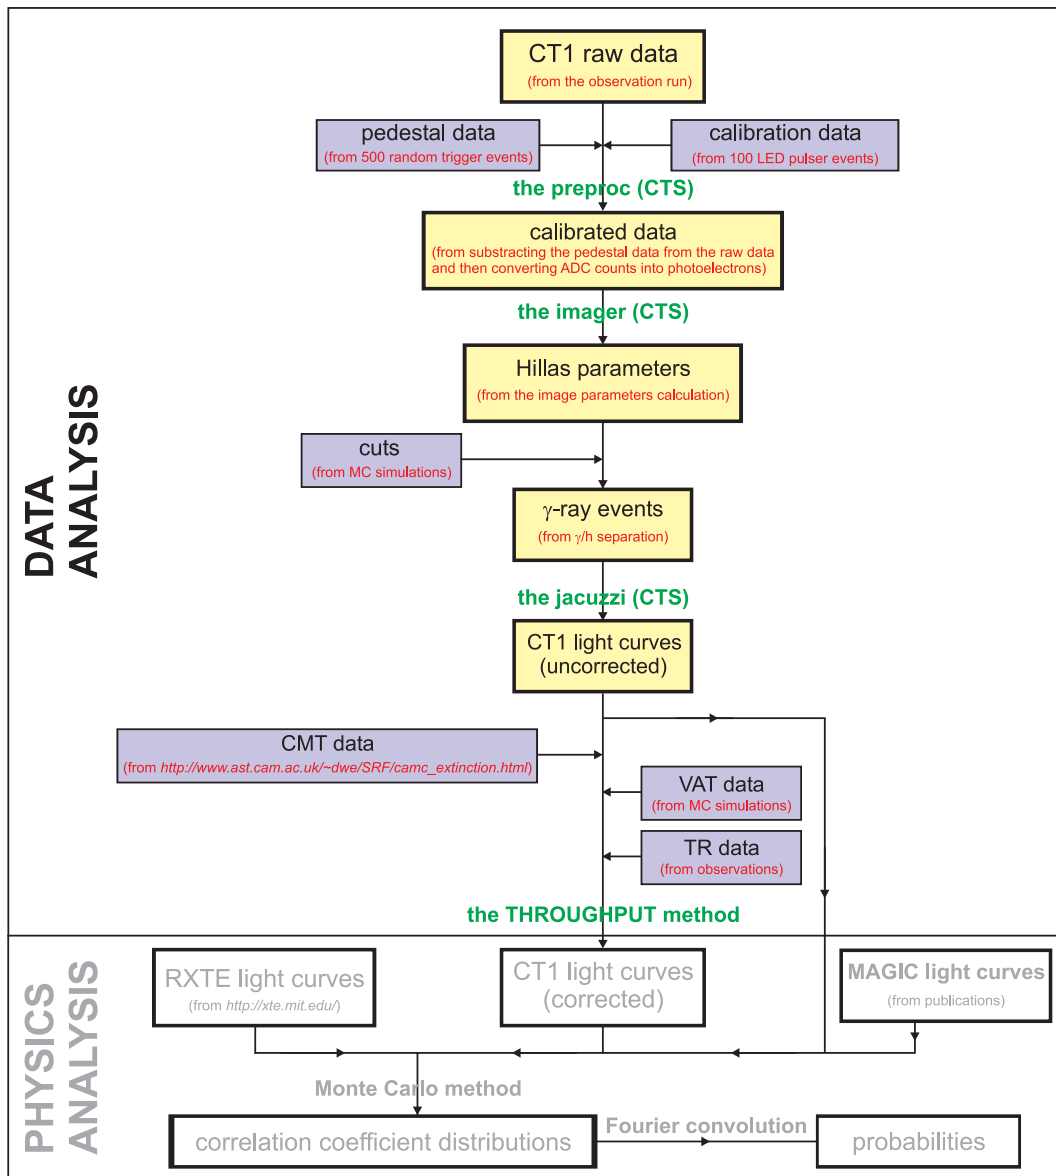 CT1 raw data
(from the observation run)
pedestal data
(from 500 random trigger events)
calibration data
(from 100 LED pulser events)
the preproc (CTS)
calibrated data
(from substracting the pedestal data from the raw data
and then converting ADC counts into photoelectrons)
the imager (CTS)
Hillas parameters
(from the image parameters calculation)
cuts
(from MC simulations)
γ-ray events
(from γ/h separation)
the jacuzzi (CTS)
CT1 light curves
(uncorrected)
CMT data
(from http://www.ast.cam.ac.uk/~dwe/SRF/camc_extinction.html)
VAT data
(from MC simulations)
TR data
(from observations)
the THROUGHPUT method
DATA
ANALYSIS
RXTE light curves
(from http://xte.mit.edu/)
CT1 light curves
(corrected)
MAGIC light curves
(from publications)
Monte Carlo method
correlation coefficient distributions
Fourier convolution
probabilities
PHYSICS
ANALYSIS